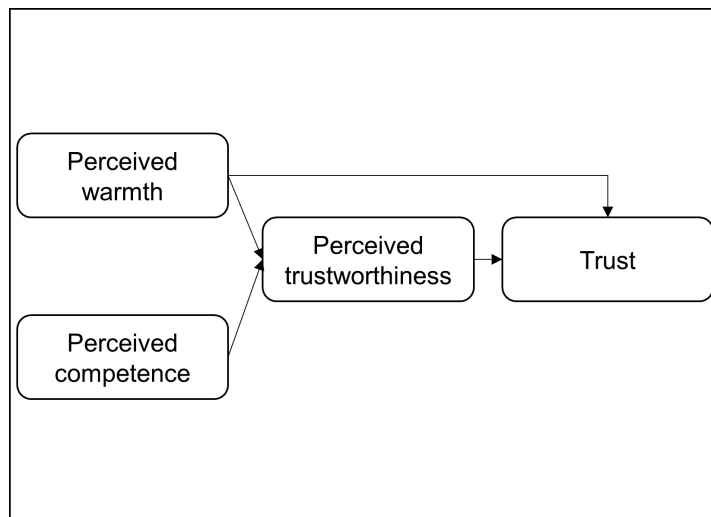 Perceived
warmth
Perceived
trustworthiness
Trust
Perceived
competence